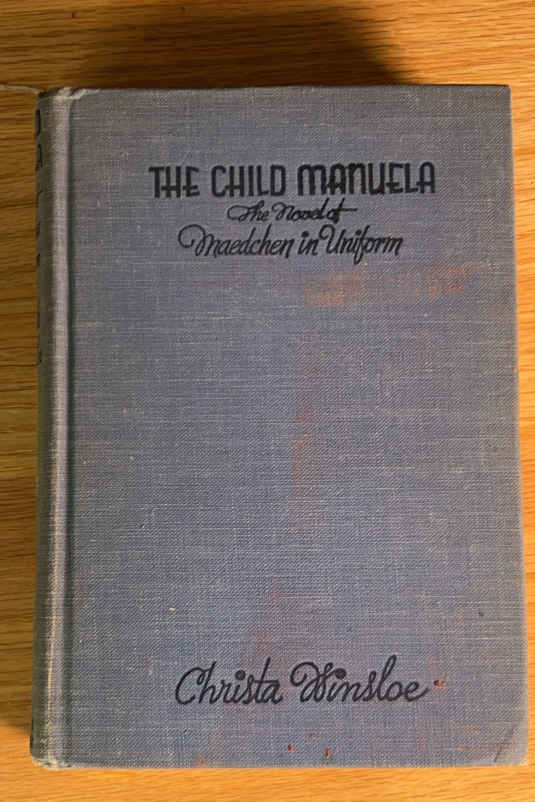 THE CHILD MANUELA
The Novel of
Maedchen in Uniform
Christa Winsloe